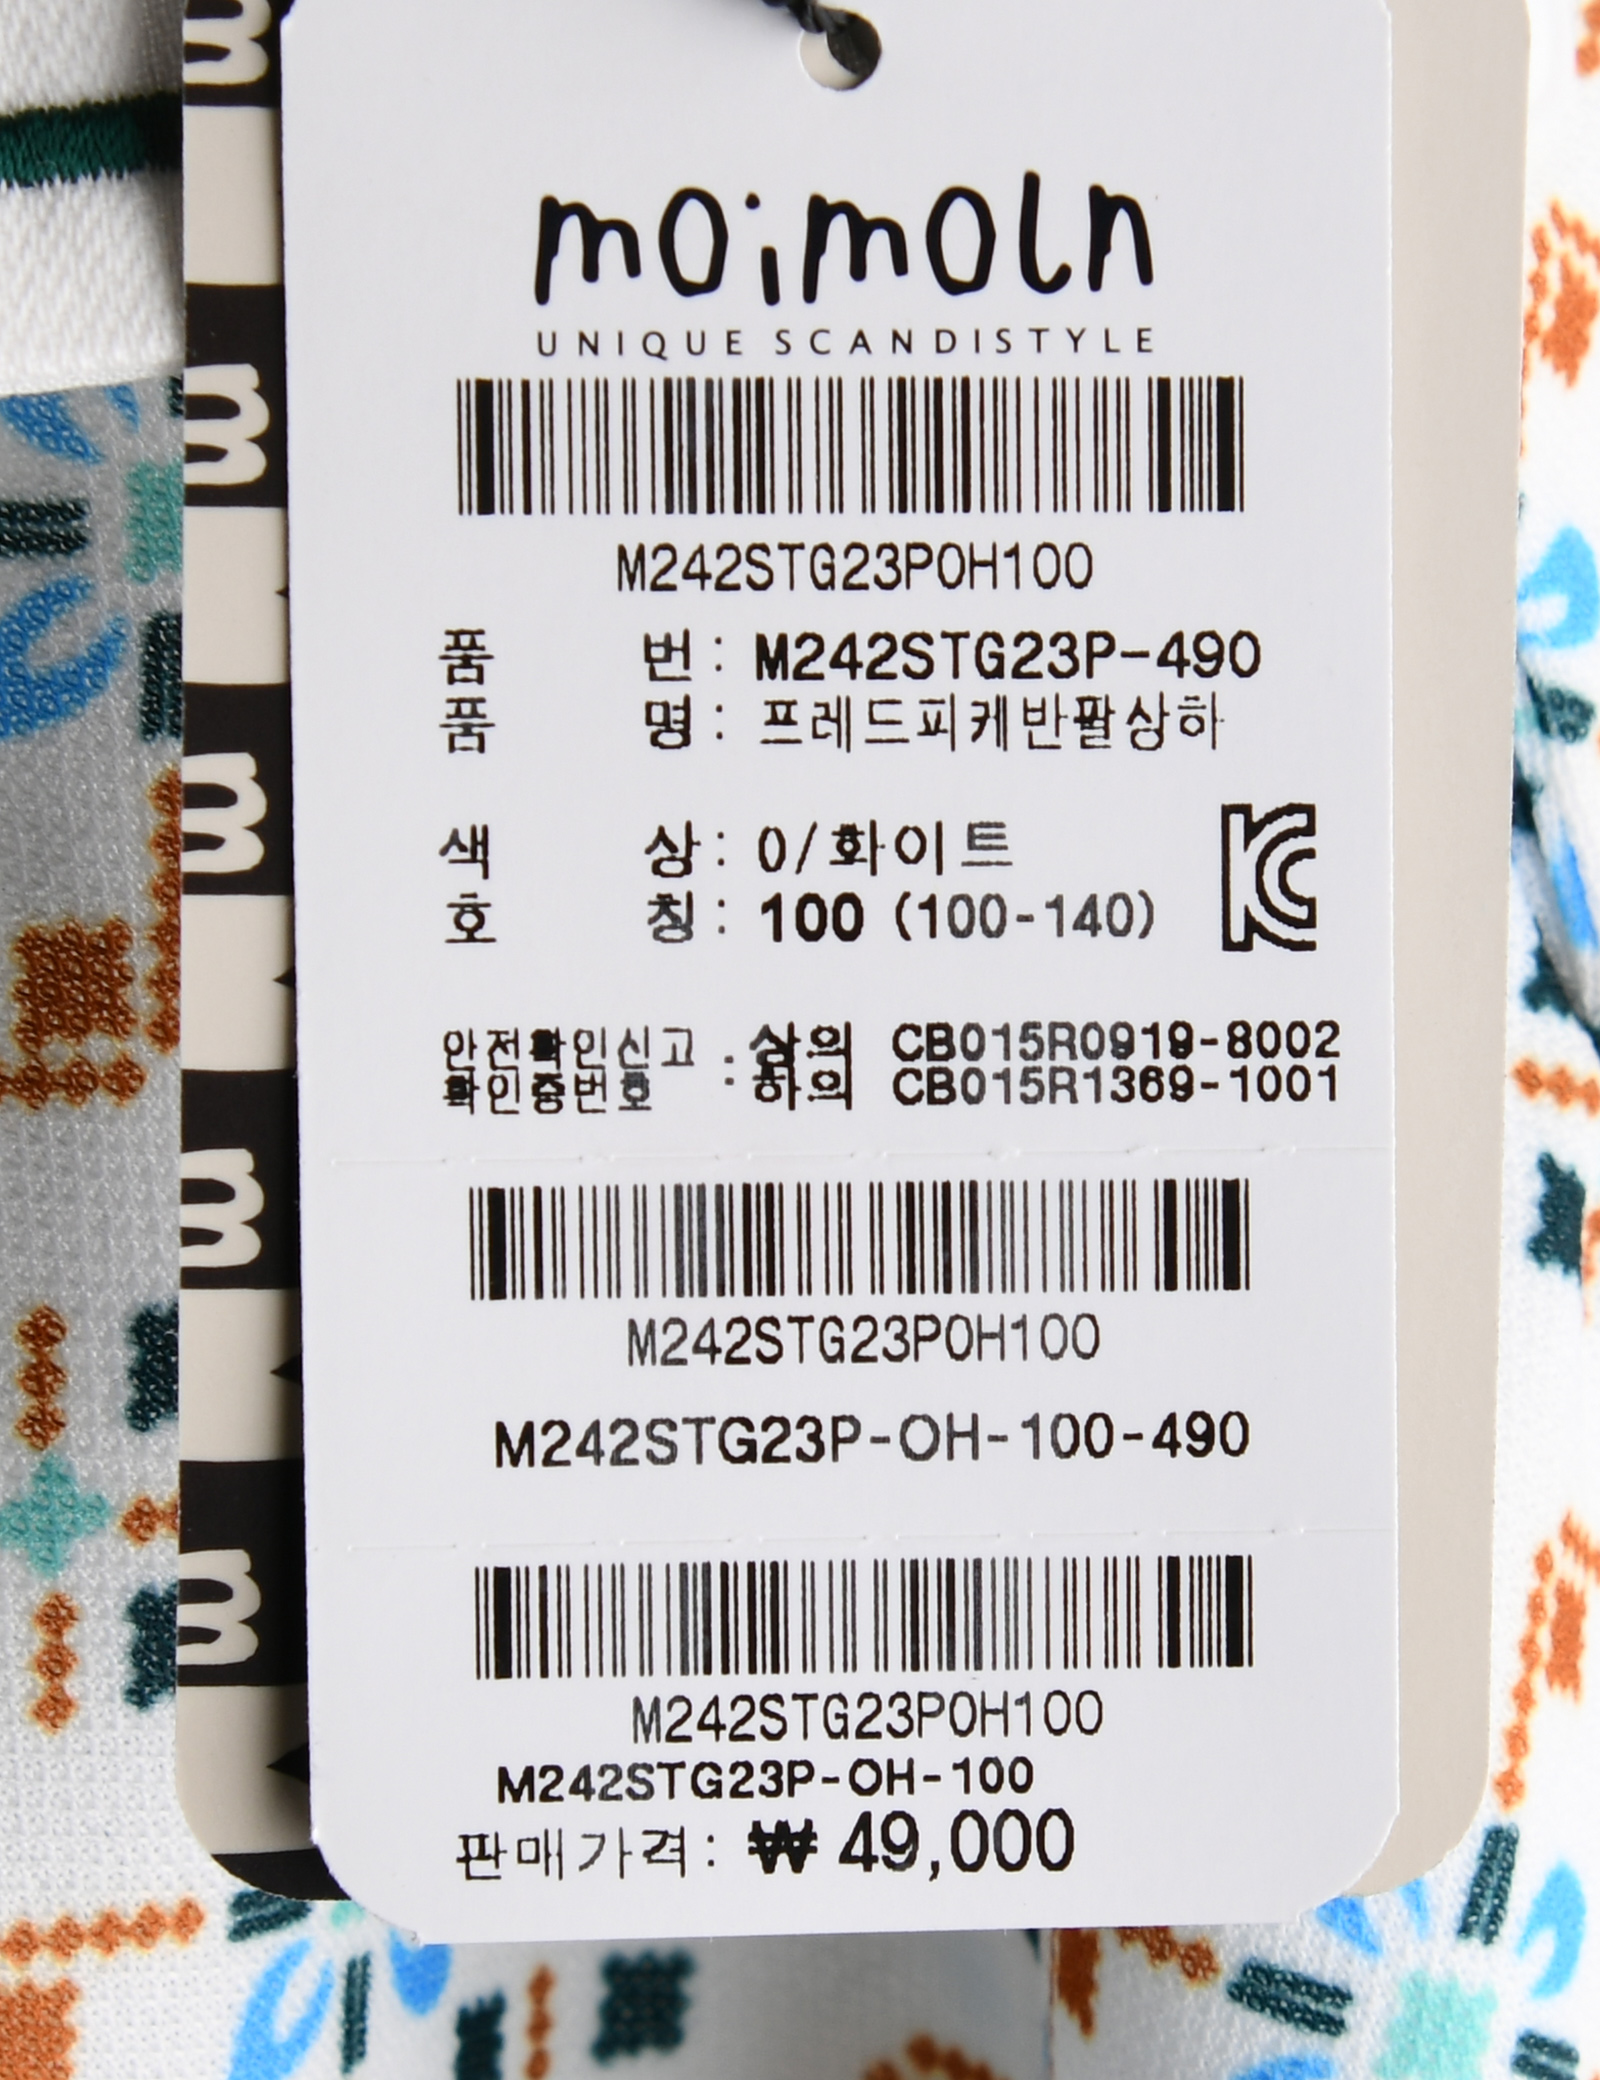 moimoln
UNIQUE SCANDISTYLE
M242STG23P0H100
품 번 : M242STG23P-490
품 명 : 프레드피케반팔상하
색 상 : 0/화이트
호 칭 : 100 (100-140)
안전확인신고 확인증번호 : 상의 CB015R0919-8002
하의 CB015R1369-1001
M242STG23P0H100
M242STG23P-OH-100-490
M242STG23P0H100
M242STG23P-OH-100
판매가격: ₩ 49,000